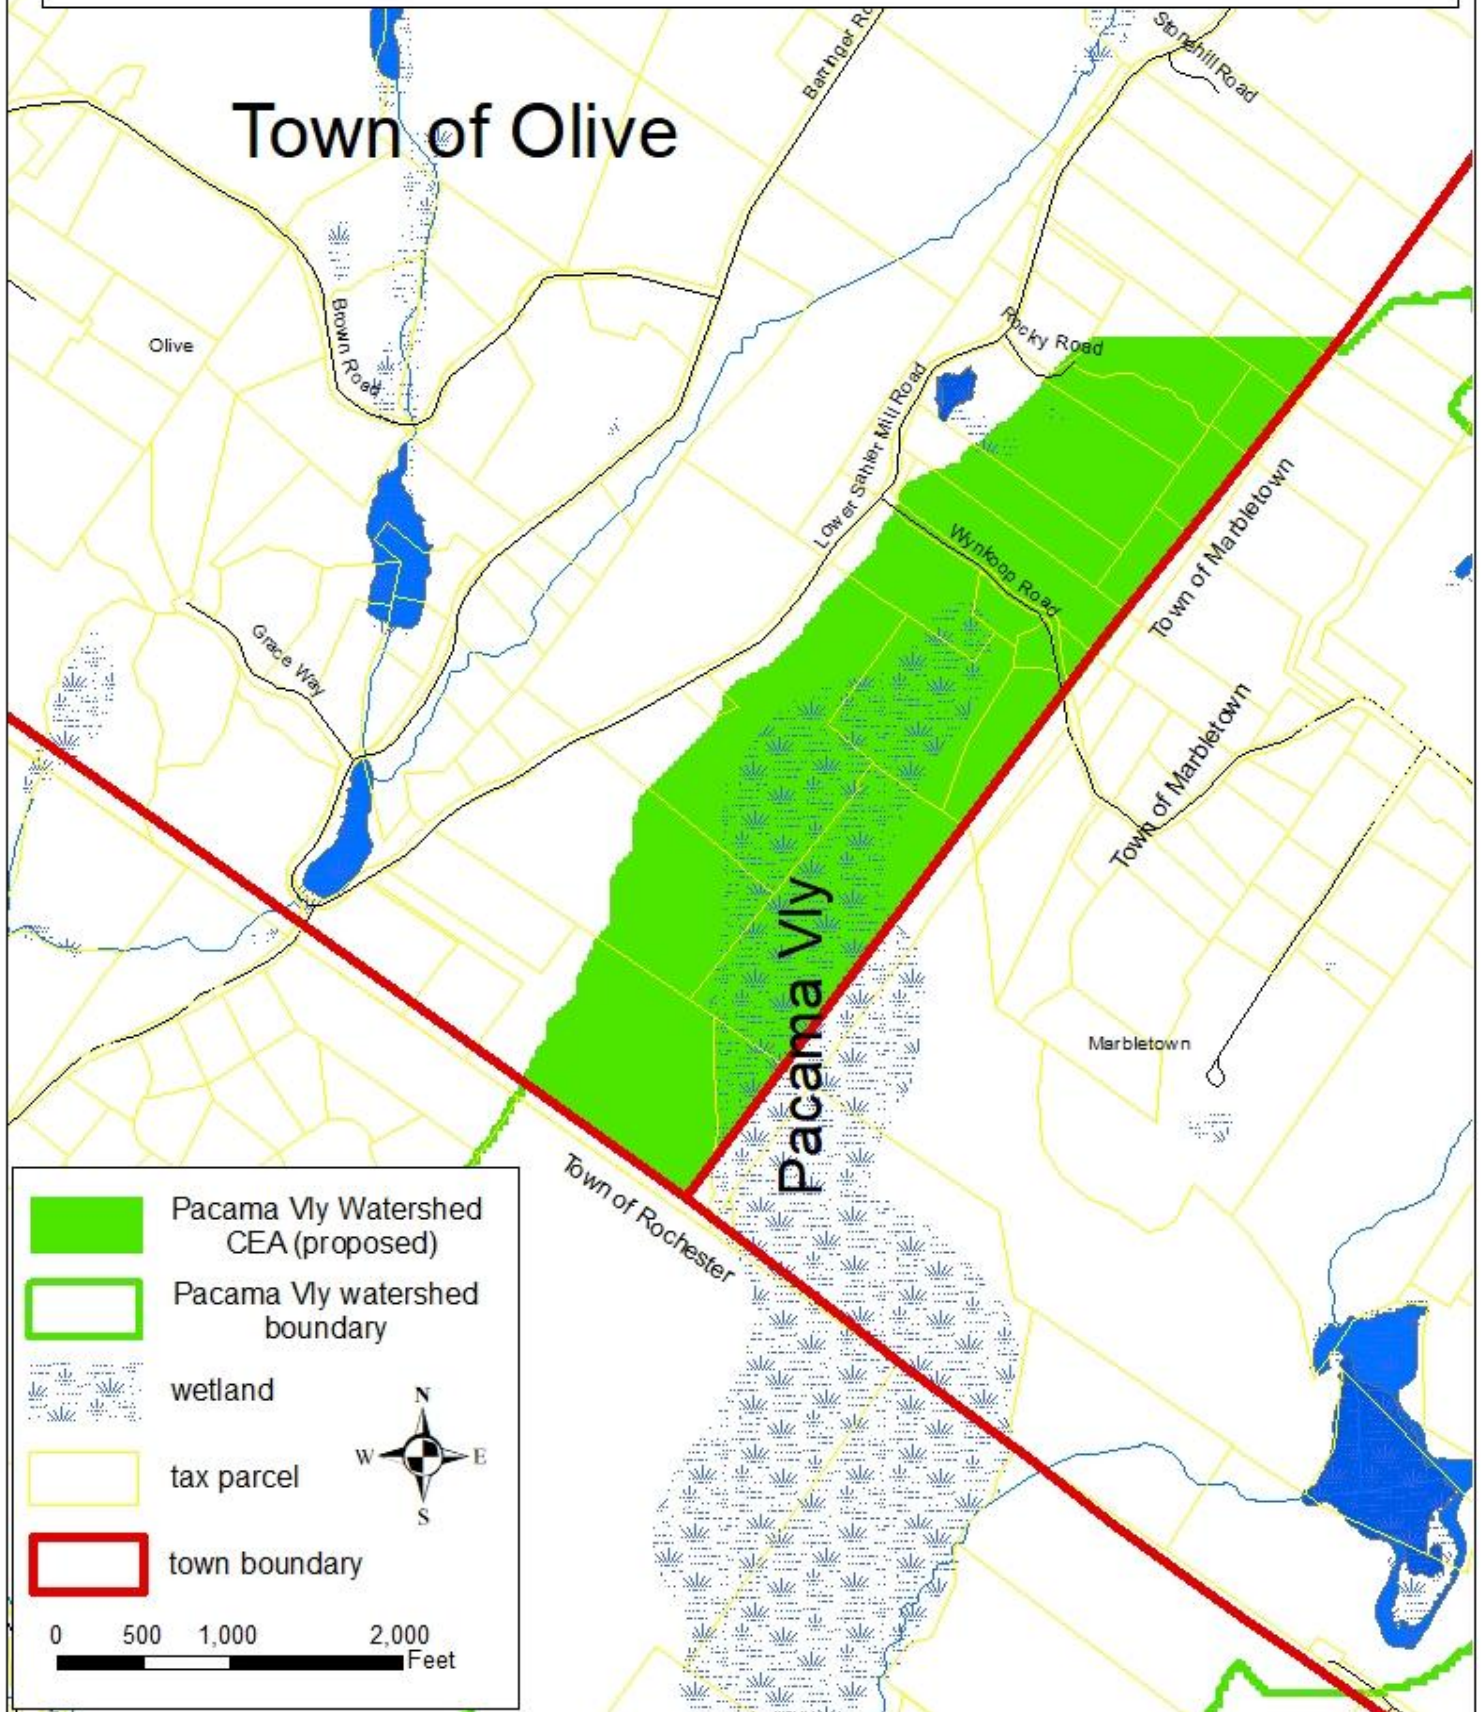 Barringer Ro
Stonehill Road
Town of Olive
Brown Road
Olive
Rocky Road
Lower Sahler Mill Road
Wynkoop Road
Town of Marbletown
Grace Way
Town of Marbletown
Pacama Vly
Marbletown
Town of Rochester
Pacama Vly Watershed
CEA (proposed)
Pacama Vly watershed
boundary
wetland
N
W
E
S
tax parcel
town boundary
0 500 1,000 2,000
Feet